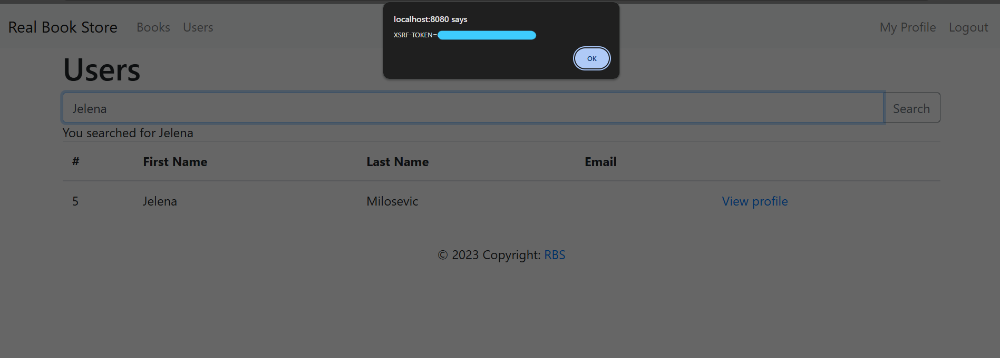 localhost:8080 says
XSRF-TOKEN=
OK
Real Book Store Books Users My Profile Logout
Users
Jelena Search
You searched for Jelena
# First Name Last Name Email
5 Jelena Milosevic View profile
© 2023 Copyright: RBS